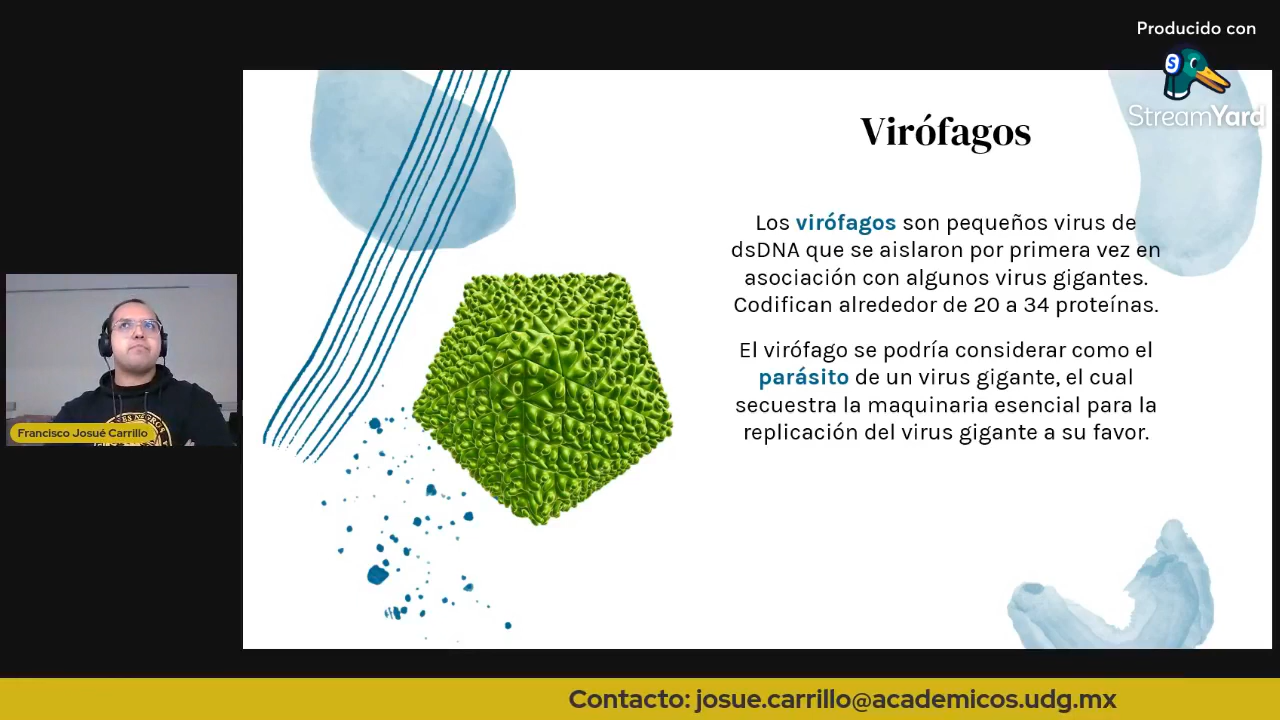 Producido con
StreamYard
Virófagos
Los virófagos son pequeños virus de
dsDNA que se aislaron por primera vez en
asociación con algunos virus gigantes.
Codifican alrededor de 20 a 34 proteínas.
El virófago se podría considerar como el
parásito de un virus gigante, el cual
secuestra la maquinaria esencial para la
replicación del virus gigante a su favor.
Francisco Josué Carrillo
Contacto: josue.carrillo@academicos.udg.mx